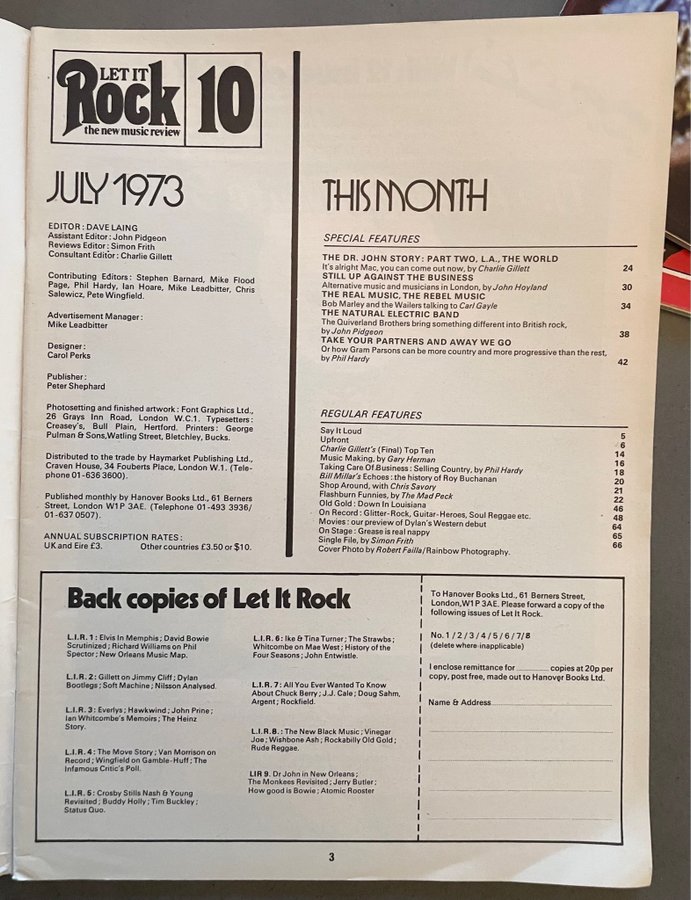 LET IT
Rock
the new music review
10
JULY 1973
EDITOR : DAVE LAING
Assistant Editor : John Pidgeon
Reviews Editor : Simon Frith
Consultant Editor : Charlie Gillett
Contributing Editors : Stephen Barnard, Mike Flood
Page, Phil Hardy, Ian Hoare, Mike Leadbitter, Chris
Salewicz, Pete Wingfield.
Advertisement Manager :
Mike Leadbitter
Designer :
Carol Perks
Publisher :
Peter Shephard
Photosetting and finished artwork : Font Graphics Ltd.,
26 Grays Inn Road, London W.C.1. Typesetters :
Creasey's, Bull Plain, Hertford. Printers : George
Pulman & Sons, Watling Street, Bletchley, Bucks.
Distributed to the trade by Haymarket Publishing Ltd.,
Craven House, 34 Fouberts Place, London W.1. (Tele-
phone 01-636 3600).
Published monthly by Hanover Books Ltd., 61 Berners
Street, London W1P 3AE. (Telephone 01-493 3936/
01-637 0507).
ANNUAL SUBSCRIPTION RATES :
UK and Eire £3. Other countries £3.50 or $10.
THIS MONTH
SPECIAL FEATURES
THE DR. JOHN STORY : PART TWO, L.A., THE WORLD
It's alright Mac, you can come out now, by Charlie Gillett 24
STILL UP AGAINST THE BUSINESS
Alternative music and musicians in London, by John Hoyland 30
THE REAL MUSIC, THE REBEL MUSIC
Bob Marley and the Wailers talking to Carl Gayle 34
THE NATURAL ELECTRIC BAND
The Quiverland Brothers bring something different into British rock,
by John Pidgeon 38
TAKE YOUR PARTNERS AND AWAY WE GO
Or how Gram Parsons can be more country and more progressive than the rest,
by Phil Hardy 42
REGULAR FEATURES
Say It Loud 5
Upfront 6
Charlie Gillett's (Final) Top Ten 14
Music Making, by Gary Herman 16
Taking Care Of Business : Selling Country, by Phil Hardy 18
Bill Millar's Echoes : the history of Roy Buchanan 20
Shop Around, with Chris Savory 21
Flashburn Funnies, by The Mad Peck 22
Old Gold : Down In Louisiana 46
On Record : Glitter-Rock, Guitar-Heroes, Soul Reggae etc. 48
Movies : our preview of Dylan's Western debut 64
On Stage : Grease is real nappy 65
Single File, by Simon Frith 66
Cover Photo by Robert Failla/Rainbow Photography.
Back copies of Let It Rock
L.I.R. 1 : Elvis In Memphis ; David Bowie
Scrutinized ; Richard Williams on Phil
Spector ; New Orleans Music Map.
L.I.R. 2 : Gillett on Jimmy Cliff ; Dylan
Bootlegs ; Soft Machine ; Nilsson Analysed.
L.I.R. 3 : Everlys ; Hawkwind ; John Prine ;
Ian Whitcombe's Memoirs ; The Heinz
Story.
L.I.R. 4 : The Move Story ; Van Morrison on
Record ; Wingfield on Gamble-Huff ; The
Infamous Critic's Poll.
L.I.R. 5 : Crosby Stills Nash & Young
Revisited ; Buddy Holly ; Tim Buckley ;
Status Quo.
L.I.R. 6 : Ike & Tina Turner ; The Strawbs ;
Whitcombe on Mae West ; History of the
Four Seasons ; John Entwistle.
L.I.R. 7 : All You Ever Wanted To Know
About Chuck Berry ; J.J. Cale ; Doug Sahm,
Argent ; Rockfield.
L.I.R 8. : The New Black Music ; Vinegar
Joe ; Wishbone Ash ; Rockabilly Old Gold ;
Rude Reggae.
LIR 9. Dr John in New Orleans ;
The Monkees Revisited ; Jerry Butler ;
How good is Bowie ; Atomic Rooster
To Hanover Books Ltd., 61 Berners Street,
London, W1P 3AE. Please forward a copy of the
following issues of Let It Rock.
No. 1 / 2 / 3 / 4 / 5 / 6 / 7/8
(delete where inapplicable)
I enclose remittance for ............ copies at 20p per
copy, post free, made out to Hanover Books Ltd.
Name & Address
3